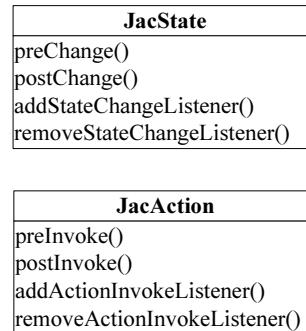 JacState
preChange()
postChange()
addStateChangeListener()
removeStateChangeListener()
JacAction
preInvoke()
postInvoke()
addActionInvokeListener()
removeActionInvokeListener()